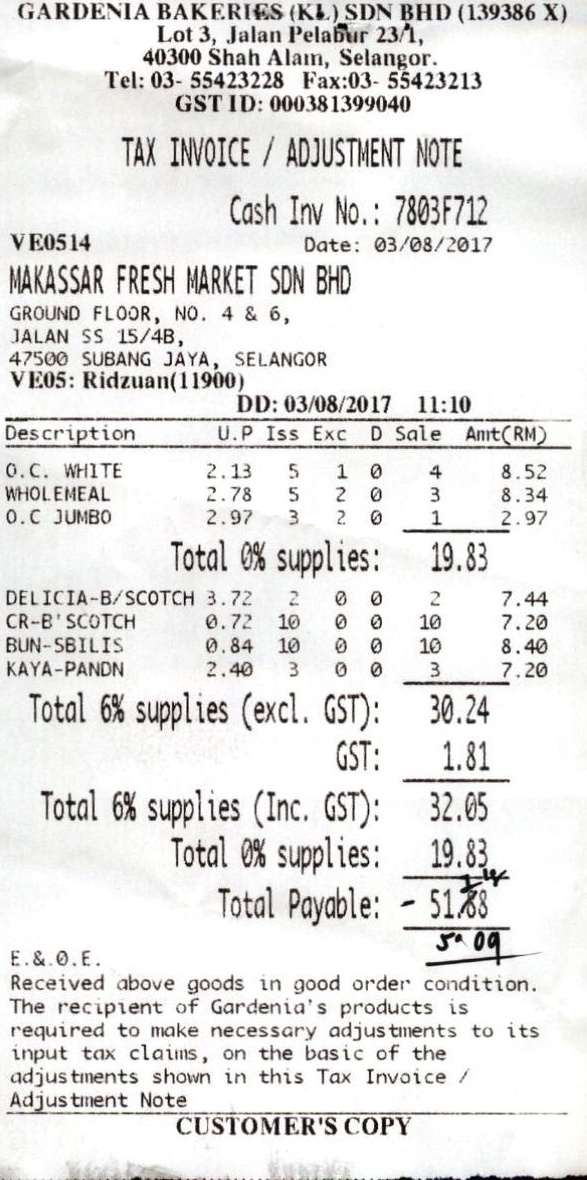 GARDENIA BAKERIES (KL) SDN BHD (139386 X)
Lot 3, Jalan Pelabur 23/1,
40300 Shah Alam, Selangor.
Tel: 03- 55423228 Fax:03- 55423213
GST ID: 000381399040
TAX INVOICE / ADJUSTMENT NOTE
Cash Inv No.: 7803F712
VE0514 Date: 03/08/2017
MAKASSAR FRESH MARKET SDN BHD
GROUND FLOOR, NO. 4 & 6,
JALAN SS 15/4B,
47500 SUBANG JAYA, SELANGOR
VE05: Ridzuan(11900)
DD: 03/08/2017 11:10
Description U.P Iss Exc D Sale Amt(RM)
O.C. WHITE 2.13 5 1 0 4 8.52
WHOLEMEAL 2.78 5 2 0 3 8.34
O.C JUMBO 2.97 3 2 0 1 2.97
Total 0% supplies: 19.83
DELICIA-B/SCOTCH 3.72 2 0 0 2 7.44
CR-B'SCOTCH 0.72 10 0 0 10 7.20
BUN-SBILIS 0.84 10 0 0 10 8.40
KAYA-PANDN 2.40 3 0 0 3 7.20
Total 6% supplies (excl. GST): 30.24
GST: 1.81
Total 6% supplies (Inc. GST): 32.05
Total 0% supplies: 19.83
Total Payable: - 51.88
E.&.O.E.
Received above goods in good order condition.
The recipient of Gardenia's products is
required to make necessary adjustments to its
input tax claims, on the basic of the
adjustments shown in this Tax Invoice /
Adjustment Note
CUSTOMER'S COPY